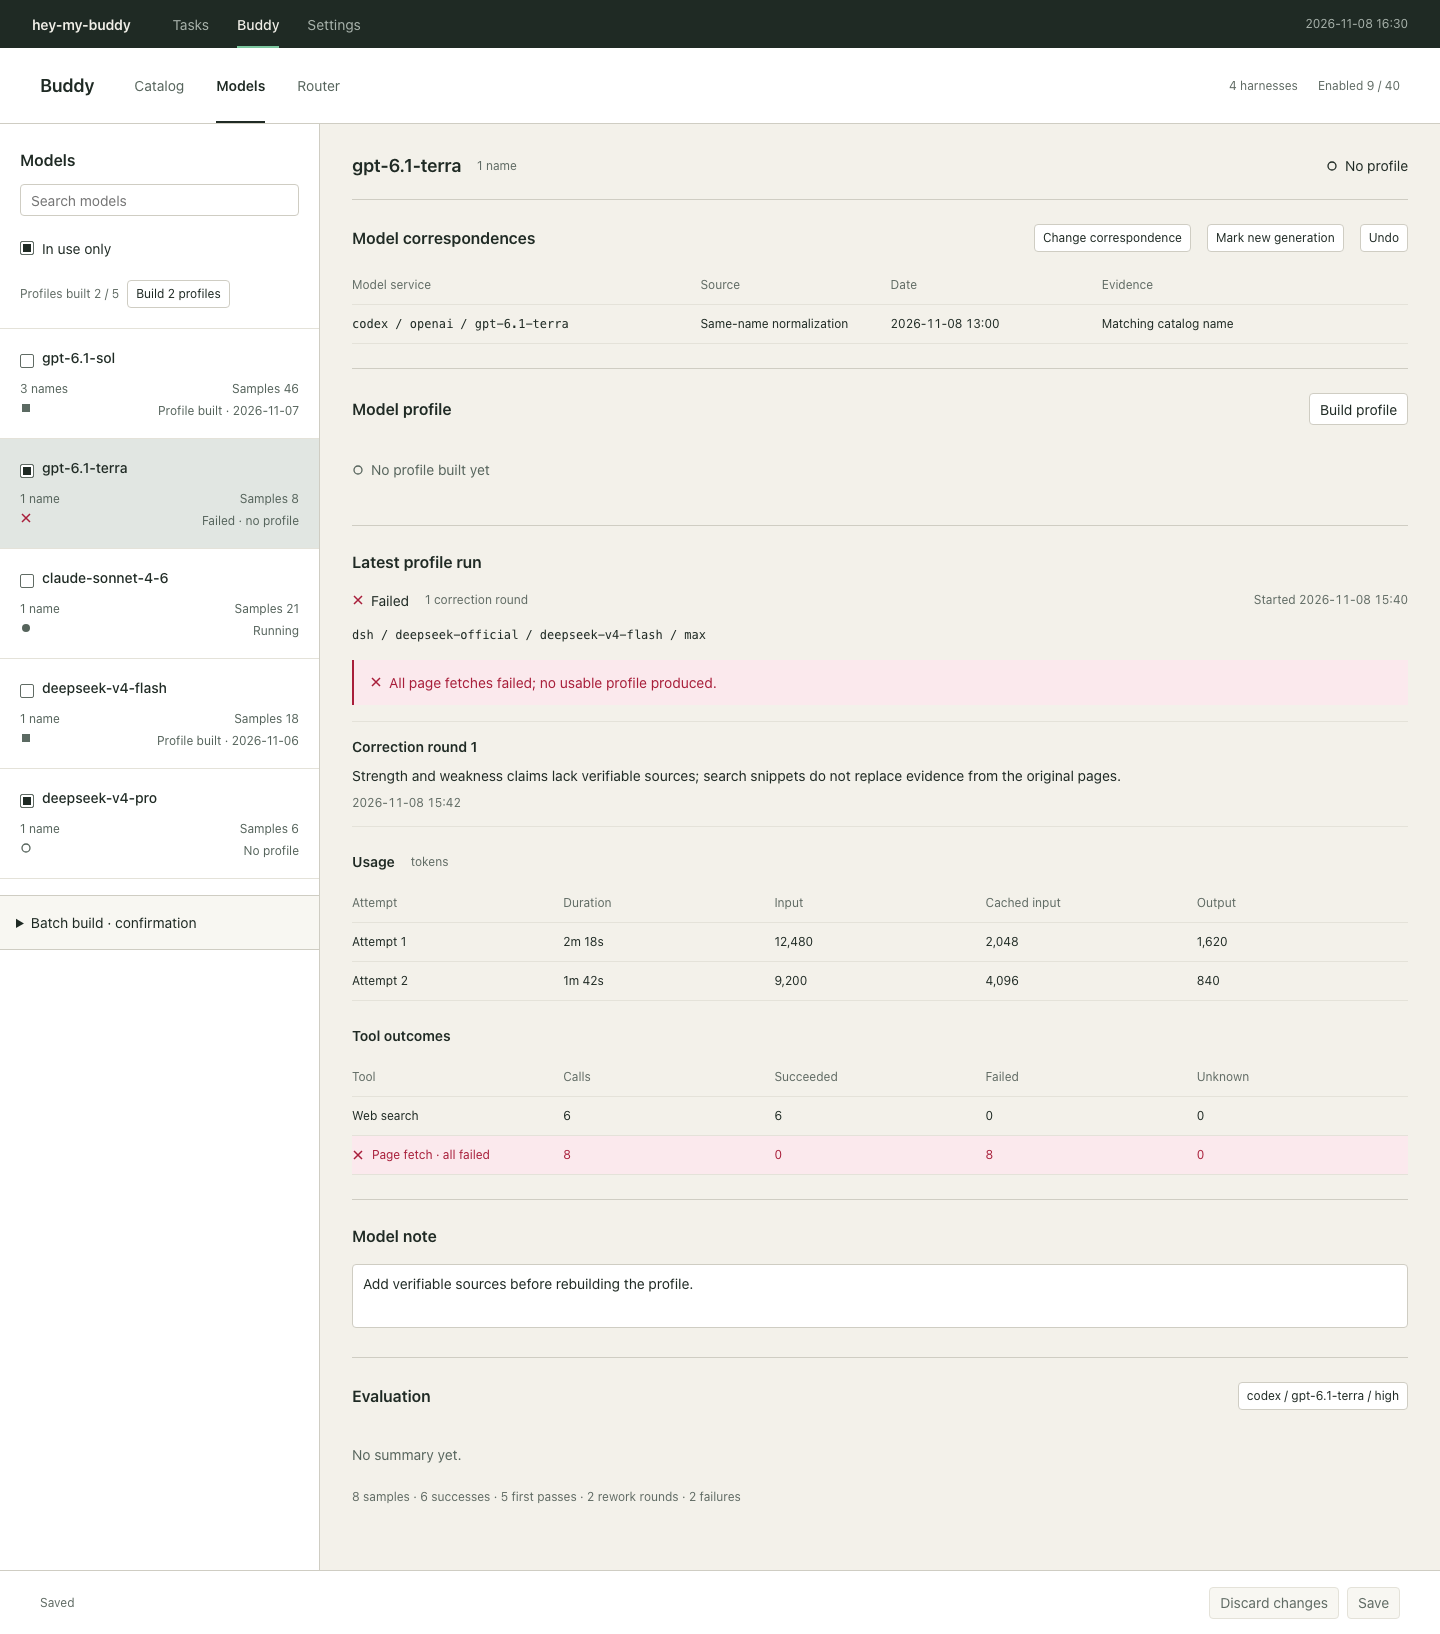 hey-my-buddy Tasks Buddy Settings 2026-11-08 16:30
Buddy Catalog Models Router 4 harnesses Enabled 9 / 40
Models
Search models
In use only
Profiles built 2 / 5 Build 2 profiles
gpt-6.1-sol
3 names Samples 46
Profile built · 2026-11-07
gpt-6.1-terra
1 name Samples 8
Failed · no profile
claude-sonnet-4-6
1 name Samples 21
Running
deepseek-v4-flash
1 name Samples 18
Profile built · 2026-11-06
deepseek-v4-pro
1 name Samples 6
No profile
Batch build · confirmation
gpt-6.1-terra 1 name No profile
Model correspondences Change correspondence Mark new generation Undo
Model service Source Date Evidence
codex / openai / gpt-6.1-terra Same-name normalization 2026-11-08 13:00 Matching catalog name
Model profile Build profile
No profile built yet
Latest profile run
Failed 1 correction round Started 2026-11-08 15:40
dsh / deepseek-official / deepseek-v4-flash / max
All page fetches failed; no usable profile produced.
Correction round 1
Strength and weakness claims lack verifiable sources; search snippets do not replace evidence from the original pages.
2026-11-08 15:42
Usage tokens
Attempt Duration Input Cached input Output
Attempt 1 2m 18s 12,480 2,048 1,620
Attempt 2 1m 42s 9,200 4,096 840
Tool outcomes
Tool Calls Succeeded Failed Unknown
Web search 6 6 0 0
Page fetch · all failed 8 0 8 0
Model note
Add verifiable sources before rebuilding the profile.
Evaluation codex / gpt-6.1-terra / high
No summary yet.
8 samples · 6 successes · 5 first passes · 2 rework rounds · 2 failures
Saved Discard changes Save